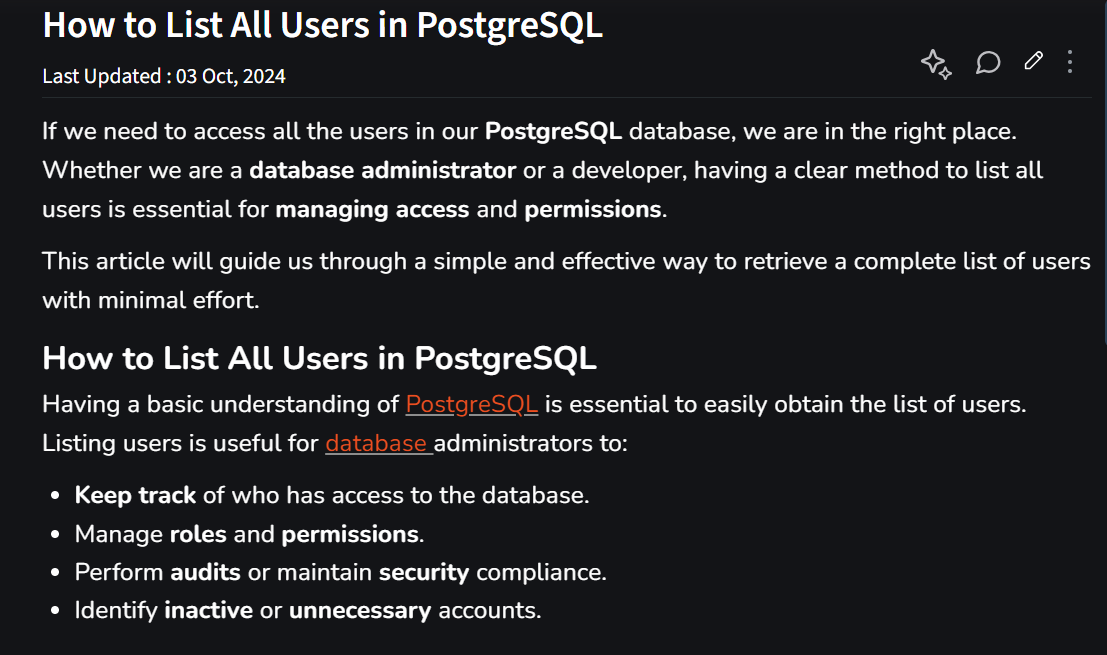 How to List All Users in PostgreSQL
Last Updated : 03 Oct, 2024
If we need to access all the users in our PostgreSQL database, we are in the right place.
Whether we are a database administrator or a developer, having a clear method to list all
users is essential for managing access and permissions.
This article will guide us through a simple and effective way to retrieve a complete list of users
with minimal effort.
How to List All Users in PostgreSQL
Having a basic understanding of PostgreSQL is essential to easily obtain the list of users.
Listing users is useful for database administrators to:
• Keep track of who has access to the database.
• Manage roles and permissions.
• Perform audits or maintain security compliance.
• Identify inactive or unnecessary accounts.